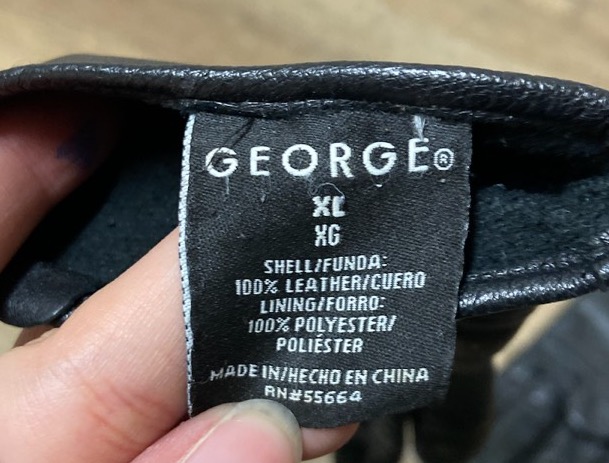 GEORGE®
XL
XG
SHELL/FUNDA:
100% LEATHER/CUERO
LINING/FORRO:
100% POLYESTER/
POLIÉSTER
MADE IN/HECHO EN CHINA
RN#55664